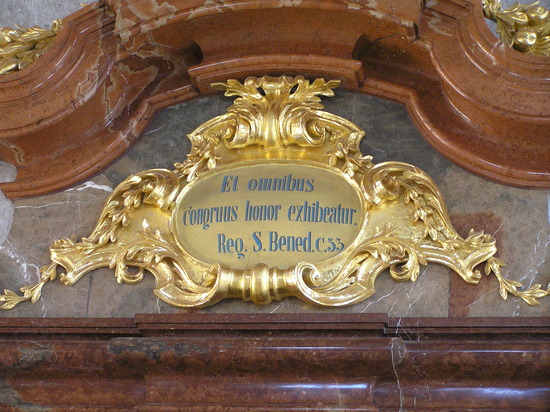 Et omnibus
congruus honor exhibeatur.
Reg. S. Bened. C. 53